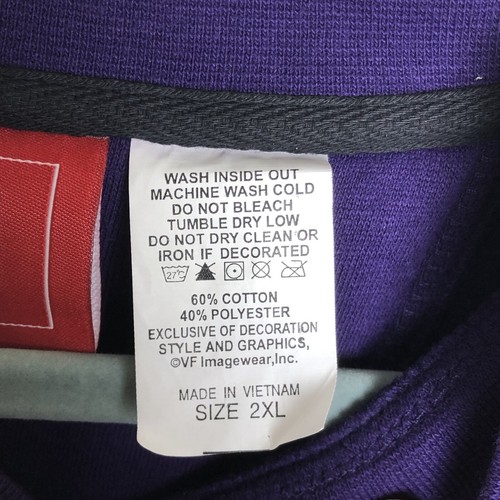 WASH INSIDE OUT
MACHINE WASH COLD
DO NOT BLEACH
TUMBLE DRY LOW
DO NOT DRY CLEAN OR
IRON IF DECORATED
27°C
60% COTTON
40% POLYESTER
EXCLUSIVE OF DECORATION
STYLE AND GRAPHICS,
©VF Imagewear,Inc.
MADE IN VIETNAM
SIZE 2XL